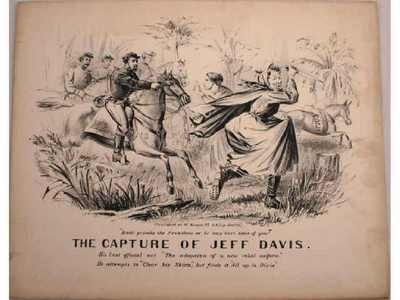 "Don't provoke the President or he may hurt some of you"
THE CAPTURE OF JEFF DAVIS.
His last official act "The adoption of a new rebel uniform."
He attempts to "Clear his Skirts," but finds it All up in Dixie"